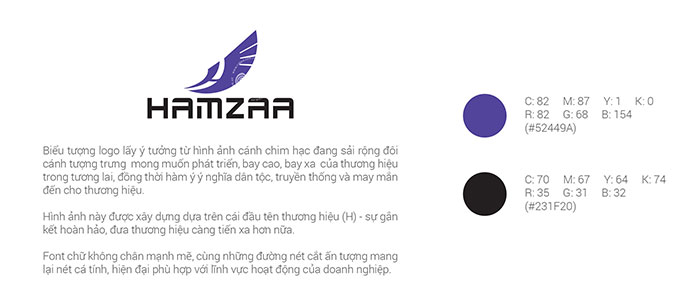 HAMZAA
Biểu tượng logo lấy ý tưởng từ hình ảnh cánh chim hạc đang sải rộng đôi
cánh tượng trưng mong muốn phát triển, bay cao, bay xa của thương hiệu
trong tương lai, đồng thời hàm ý ý nghĩa dân tộc, truyền thống và may mắn
đến cho thương hiệu.
Hình ảnh này được xây dựng dựa trên cái đầu tên thương hiệu (H) - sự gắn
kết hoàn hảo, đưa thương hiệu càng tiến xa hơn nữa.
Font chữ không chân mạnh mẽ, cùng những đường nét cắt ấn tượng mang
lại nét cá tính, hiện đại phù hợp với lĩnh vực hoạt động của doanh nghiệp.
C: 82 M: 87 Y: 1 K: 0
R: 82 G: 68 B: 154
(#52449A)
C: 70 M: 67 Y: 64 K: 74
R: 35 G: 31 B: 32
(#231F20)